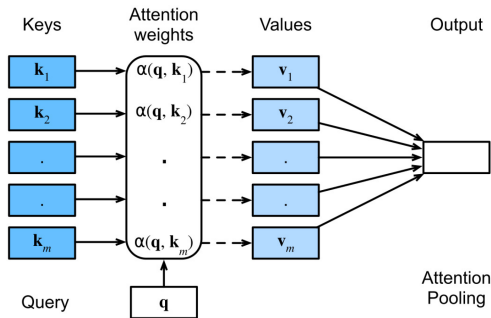 Keys
Attention
weights
Values
Output
k₁
α(q, k₁)
v₁
k₂
α(q, k₂)
v₂
.
.
.
.
.
.
kₘ
α(q, kₘ)
vₘ
Query
q
Attention
Pooling